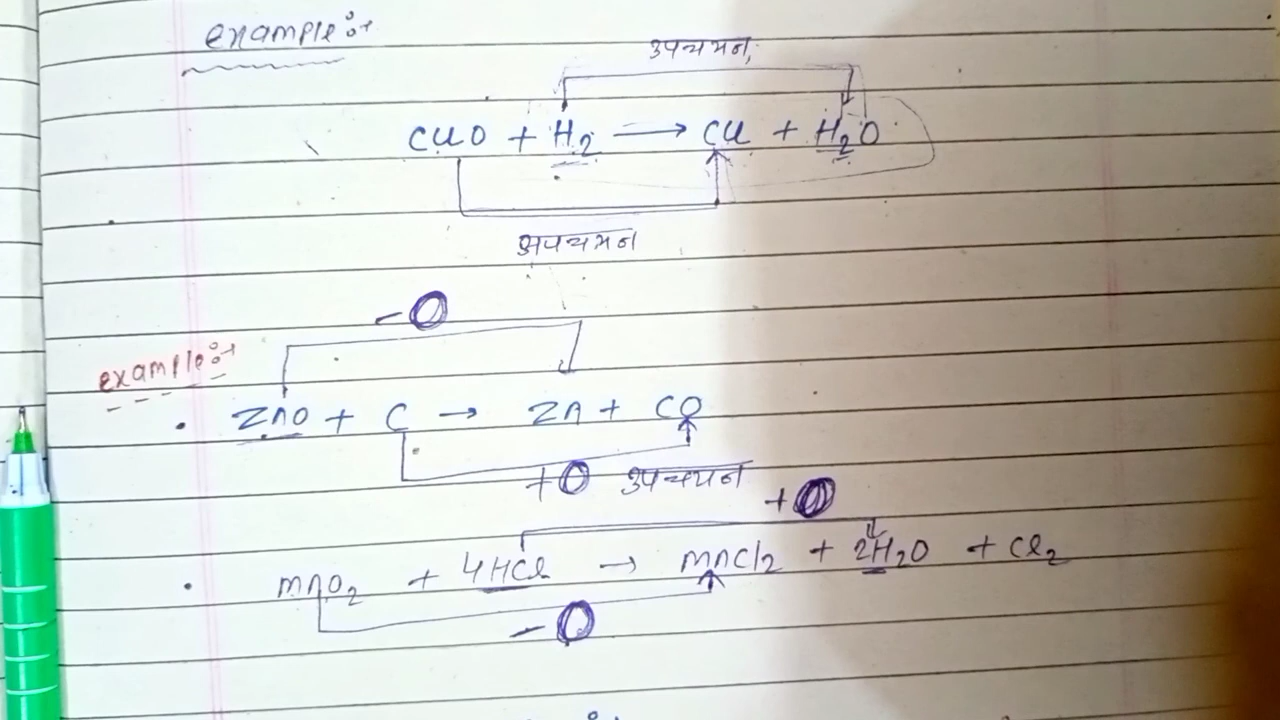 example:-
उपचयन
CuO + H2 ⟶ Cu + H2O
अपचयन
-O
example:-
• ZnO + C → Zn + CO
+O उपचयन
+O
• MnO2 + 4HCl → MnCl2 + 2H2O + Cl2
-O